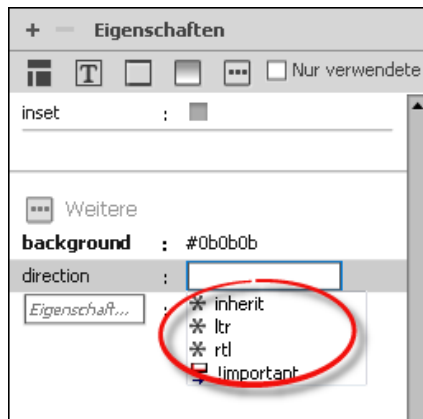 + − Eigenschaften
T Nur verwendete
inset :
Weitere
background : #0b0b0b
direction :
Eigenschaft... :
inherit
ltr
rtl
!important